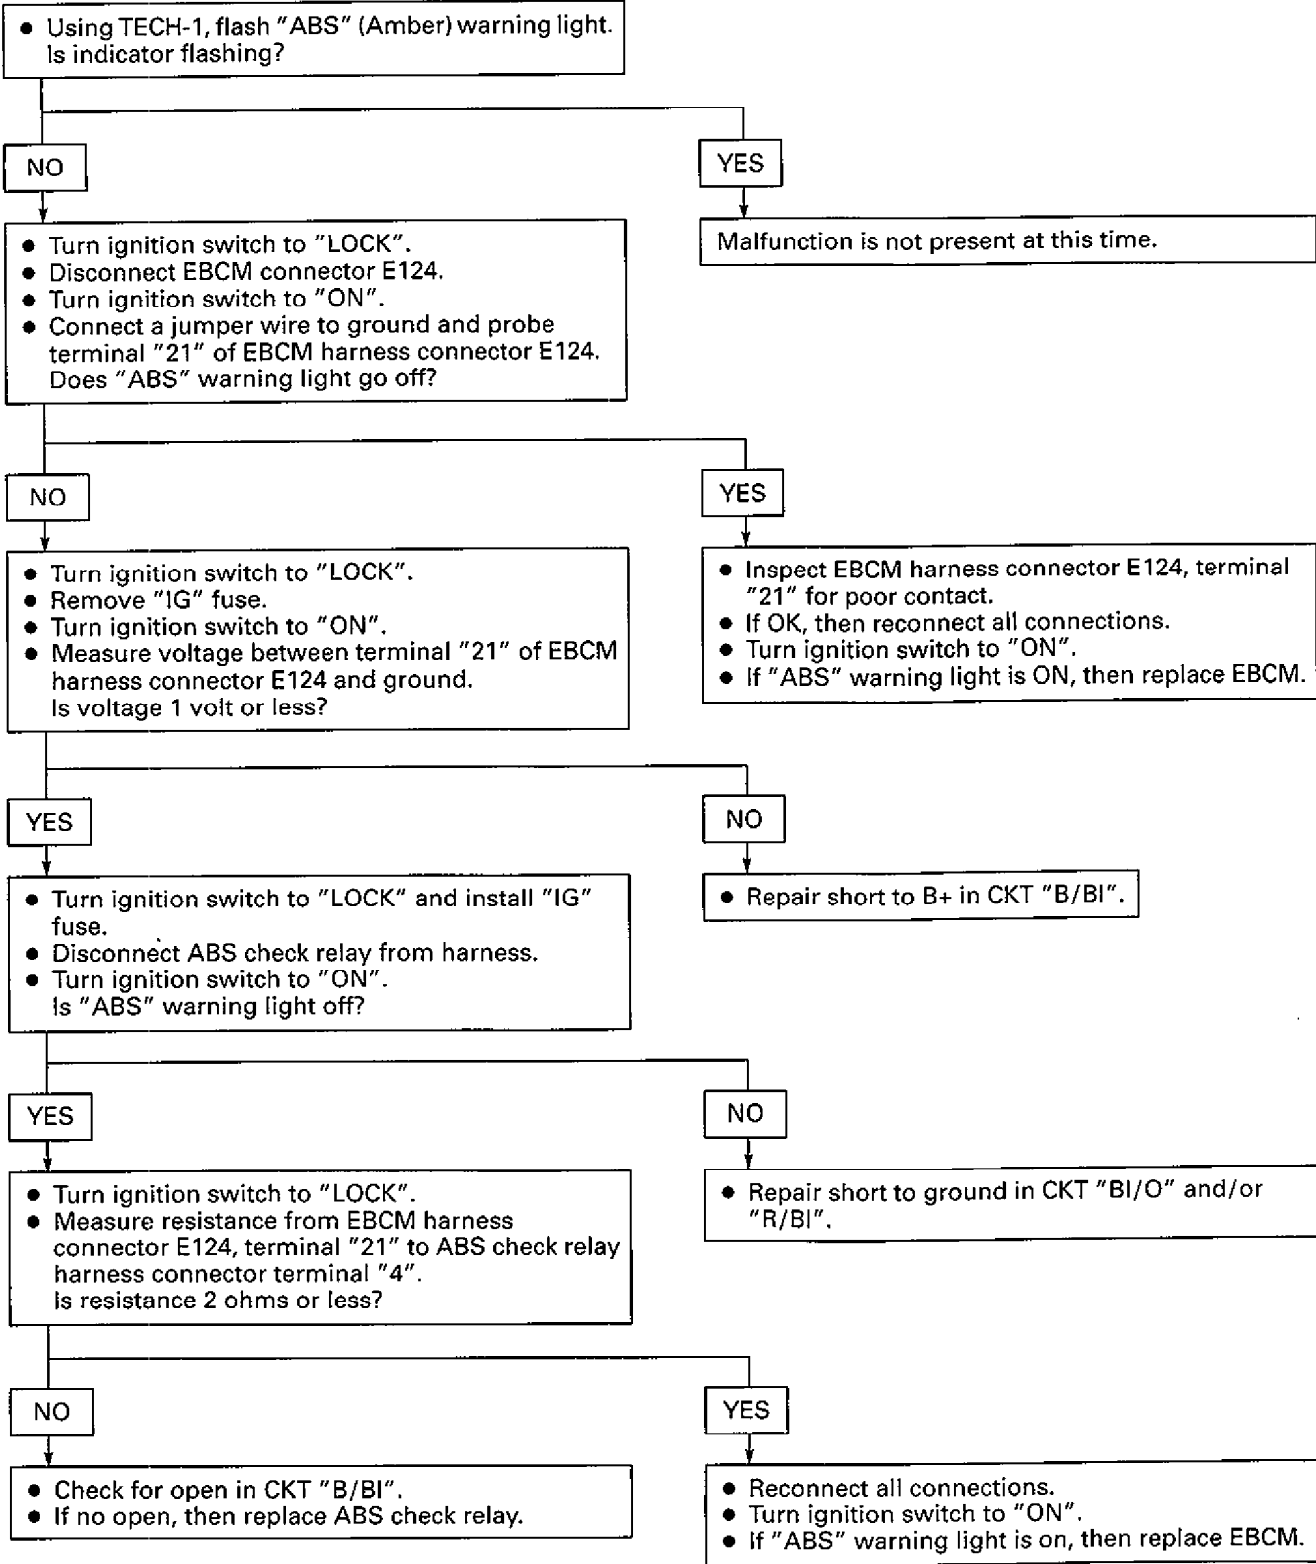 ● Using TECH-1, flash "ABS" (Amber) warning light.
Is indicator flashing?
NO
YES
● Turn ignition switch to "LOCK".
● Disconnect EBCM connector E124.
● Turn ignition switch to "ON".
● Connect a jumper wire to ground and probe
terminal "21" of EBCM harness connector E124.
Does "ABS" warning light go off?
Malfunction is not present at this time.
NO
YES
● Turn ignition switch to "LOCK".
● Remove "IG" fuse.
● Turn ignition switch to "ON".
● Measure voltage between terminal "21" of EBCM
harness connector E124 and ground.
Is voltage 1 volt or less?
● Inspect EBCM harness connector E124, terminal
"21" for poor contact.
● If OK, then reconnect all connections.
● Turn ignition switch to "ON".
● If "ABS" warning light is ON, then replace EBCM.
YES
NO
● Turn ignition switch to "LOCK" and install "IG"
fuse.
● Disconnect ABS check relay from harness.
● Turn ignition switch to "ON".
Is "ABS" warning light off?
● Repair short to B+ in CKT "B/Bl".
YES
NO
● Turn ignition switch to "LOCK".
● Measure resistance from EBCM harness
connector E124, terminal "21" to ABS check relay
harness connector terminal "4".
Is resistance 2 ohms or less?
● Repair short to ground in CKT "Bl/O" and/or
"R/Bl".
NO
YES
● Check for open in CKT "B/Bl".
● If no open, then replace ABS check relay.
● Reconnect all connections.
● Turn ignition switch to "ON".
● If "ABS" warning light is on, then replace EBCM.